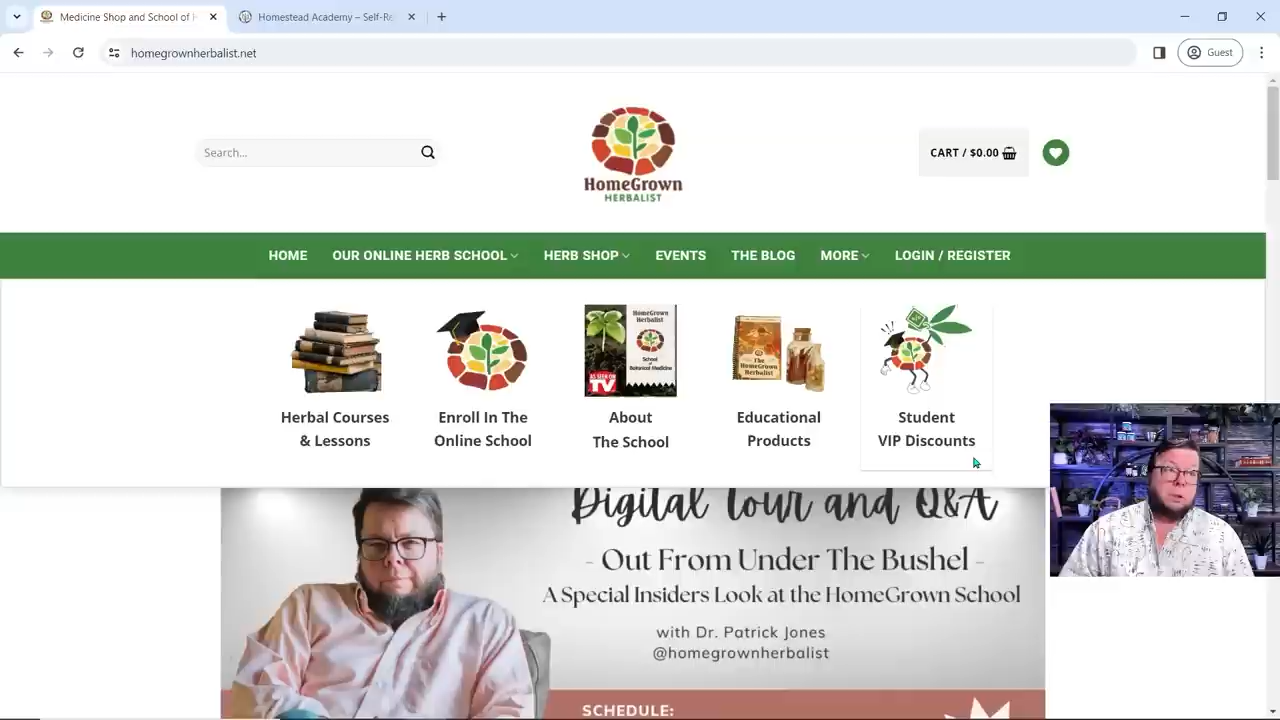 Medicine Shop and School of H
Homestead Academy – Self-Re
homegrownherbalist.net
Guest
Search...
HomeGrown
HERBALIST
CART / $0.00
HOME
OUR ONLINE HERB SCHOOL
HERB SHOP
EVENTS
THE BLOG
MORE
LOGIN / REGISTER
HomeGrown
Herbalist
School
of
Botanical Medicine
AS SEEN ON
TV
The
HomeGrown
Herbalist
Herbal Courses
& Lessons
Enroll In The
Online School
About
The School
Educational
Products
Student
VIP Discounts
Digital Tour and Q&A
- Out From Under The Bushel -
A Special Insiders Look at the HomeGrown School
with Dr. Patrick Jones
@homegrownherbalist
SCHEDULE: